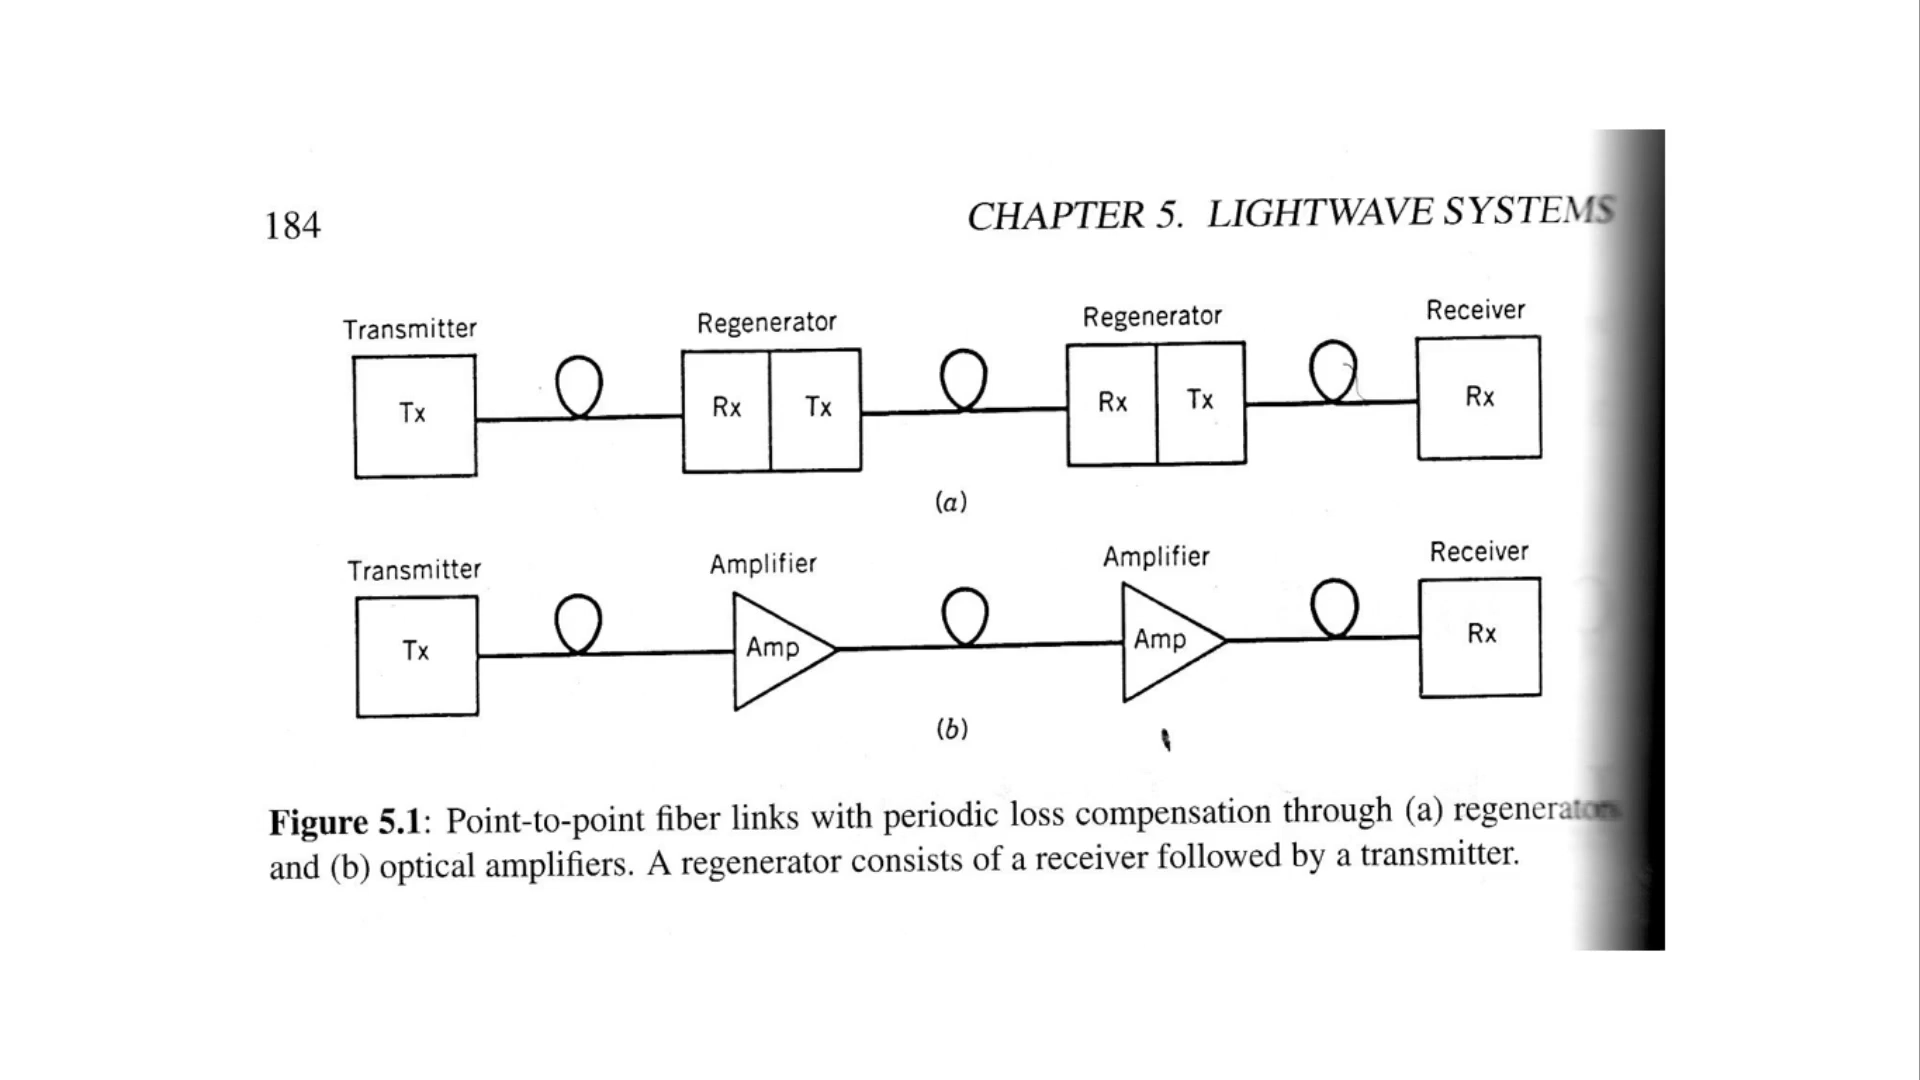 184
CHAPTER 5. LIGHTWAVE SYSTEMS
Transmitter Regenerator Regenerator Receiver
Tx Rx Tx Rx Tx Rx
(a)
Transmitter Amplifier Amplifier Receiver
Tx Amp Amp Rx
(b)
Figure 5.1: Point-to-point fiber links with periodic loss compensation through (a) regenerators
and (b) optical amplifiers. A regenerator consists of a receiver followed by a transmitter.